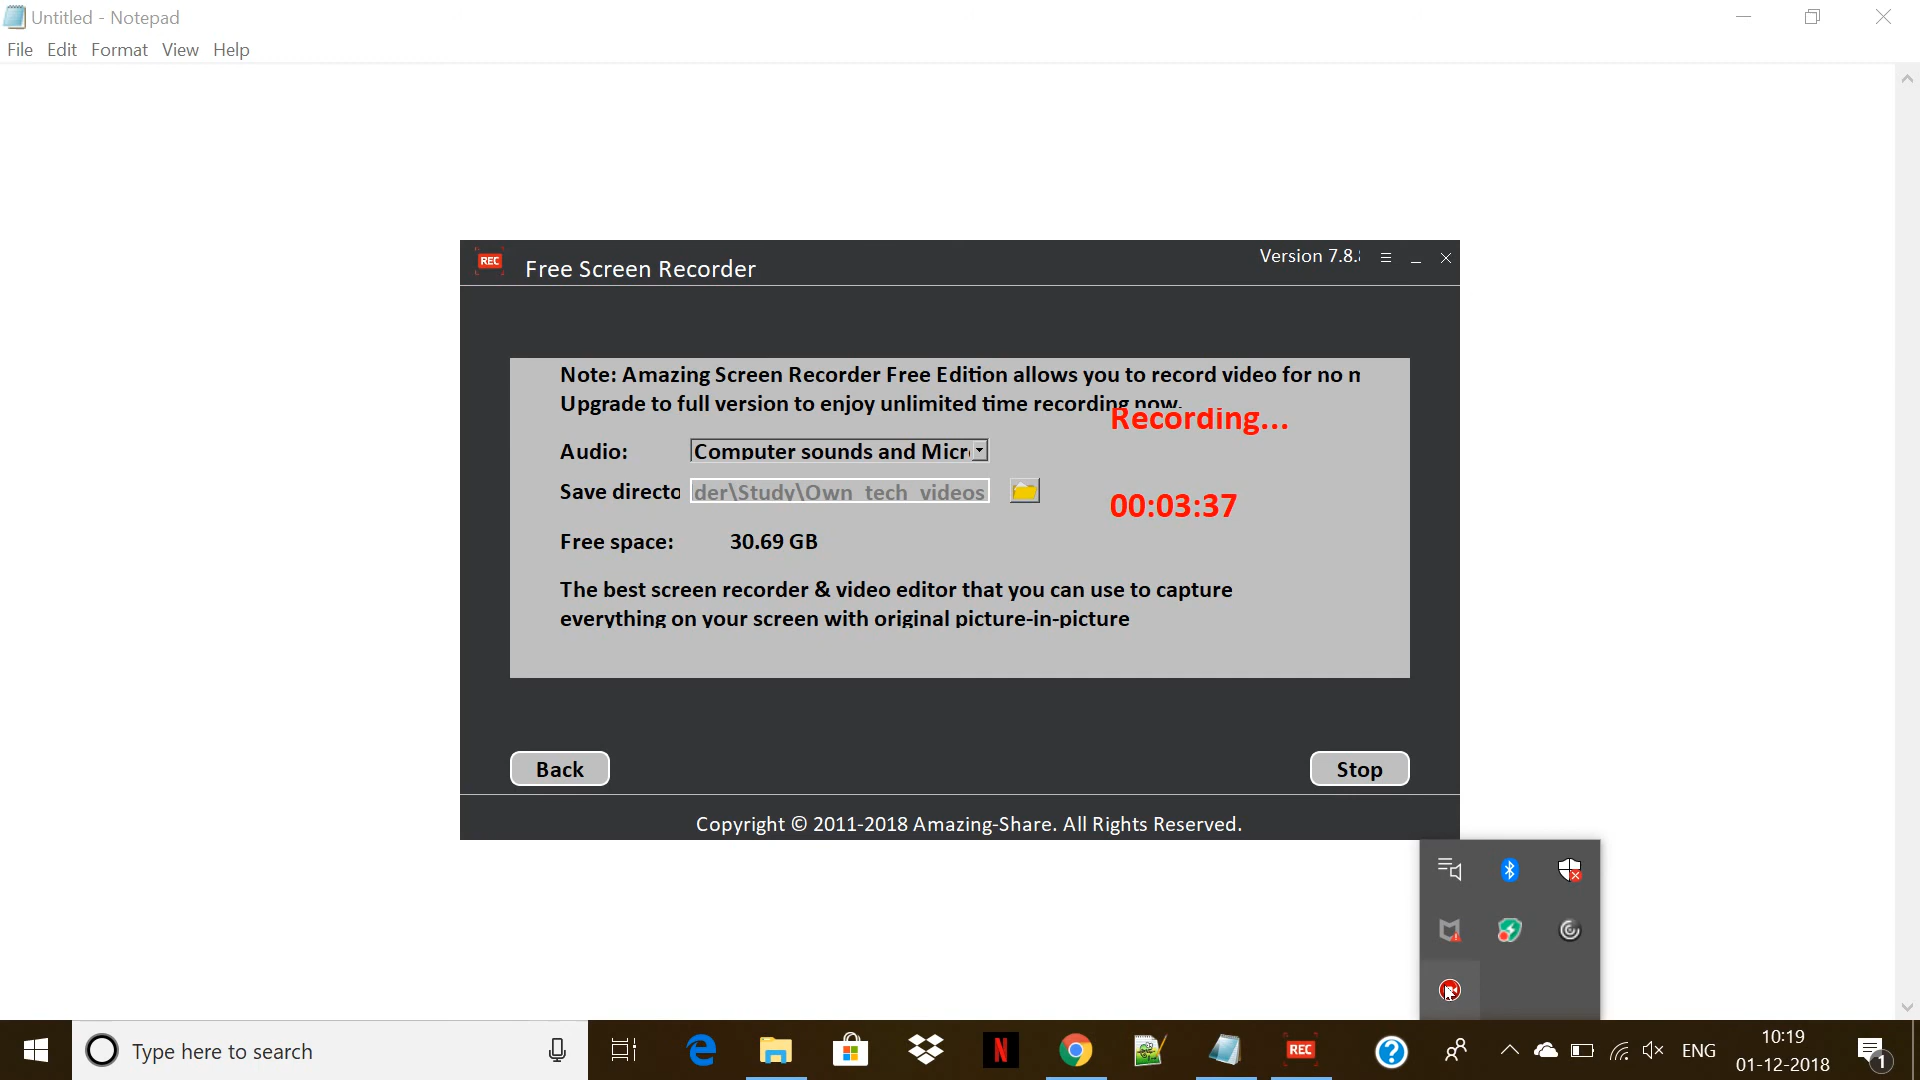 Untitled - Notepad
File Edit Format View Help
REC
Free Screen Recorder
Version 7.8.
Note: Amazing Screen Recorder Free Edition allows you to record video for no
Upgrade to full version to enjoy unlimited time recording now.
Recording...
Audio:
Computer sounds and Micr
Save directo
der\Study\Own_tech_videos
00:03:37
Free space:
30.69 GB
The best screen recorder & video editor that you can use to capture
everything on your screen with original picture-in-picture
Back
Stop
Copyright © 2011-2018 Amazing-Share. All Rights Reserved.
Type here to search
N
REC
ENG
10:19
01-12-2018
1